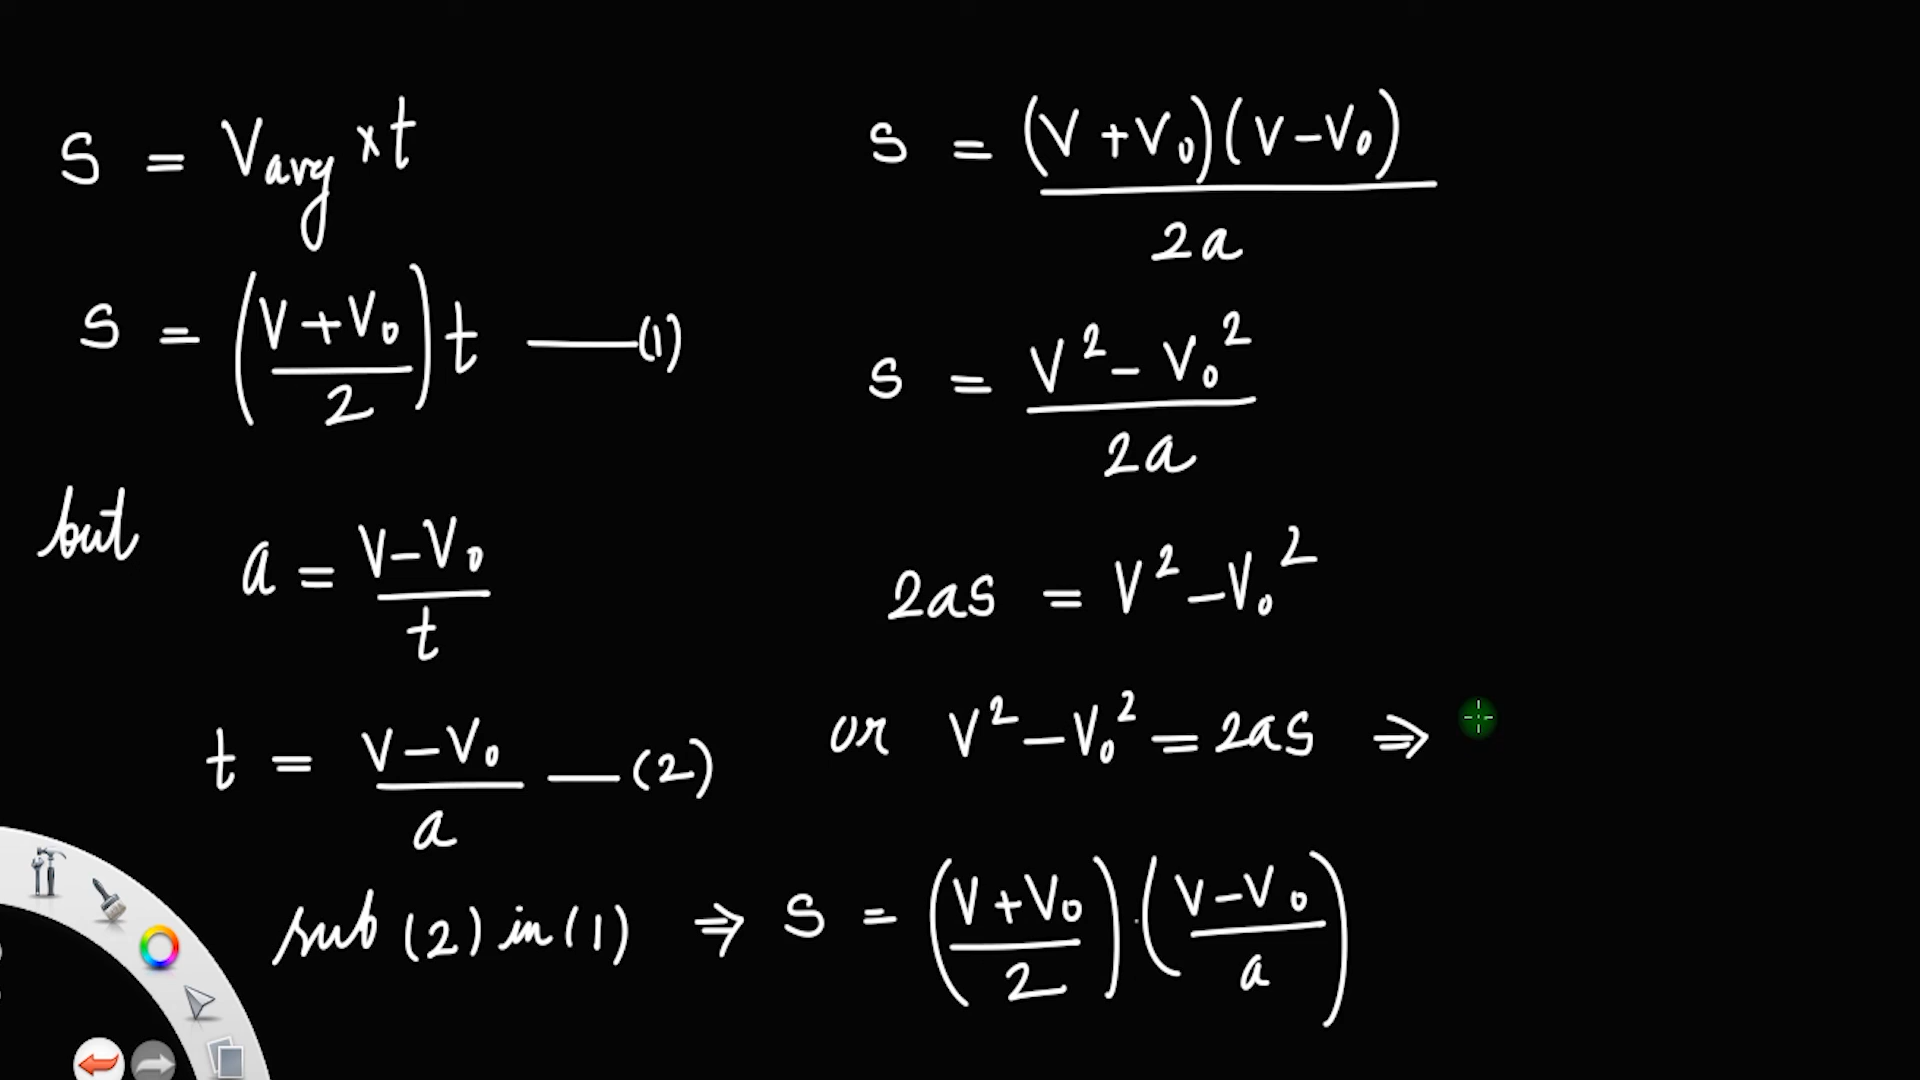 S = Vavg × t
S = ((V+V₀)/2) t —(1)
but a = (V−V₀)/t
t = (V−V₀)/a —(2)
sub (2) in (1) ⇒ S = ((V+V₀)/2)·((V−V₀)/a)
S = (V+V₀)(V−V₀)/2a
S = (V²−V₀²)/2a
2aS = V²−V₀²
or V²−V₀² = 2aS ⇒